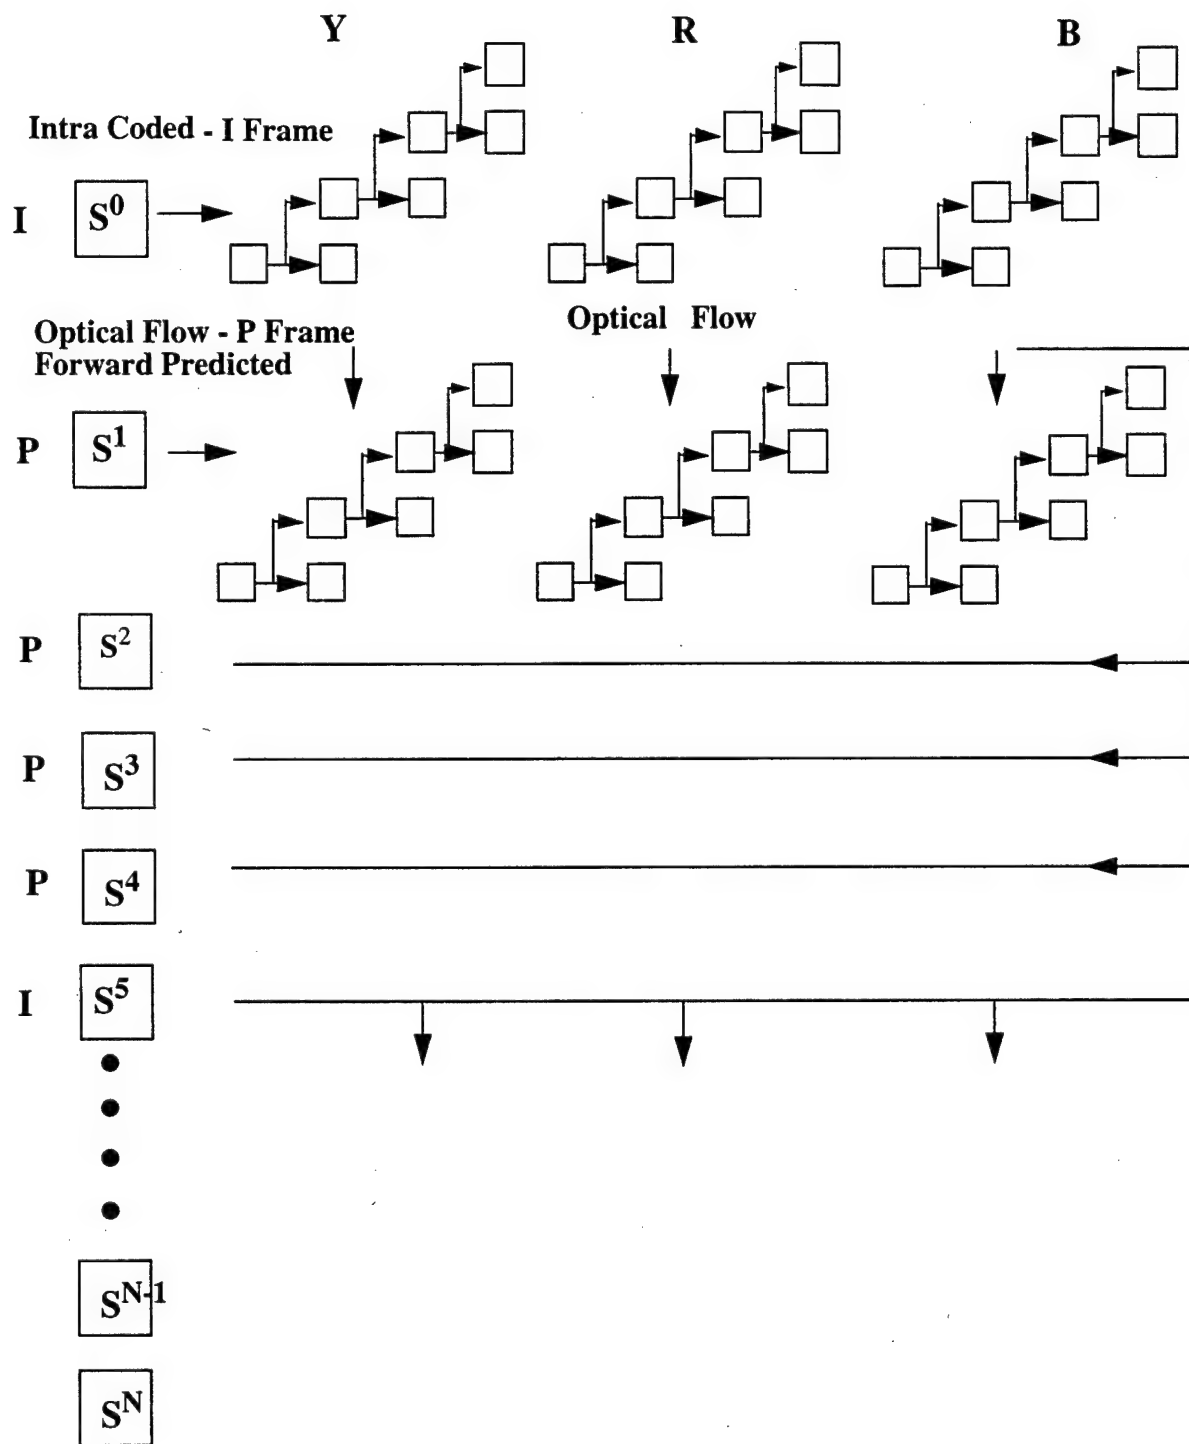 Y R B
Intra Coded - I Frame
I S⁰
Optical Flow - P Frame
Forward Predicted
Optical Flow
P S¹
P S²
P S³
P S⁴
I S⁵
Sᴺ⁻¹
Sᴺ